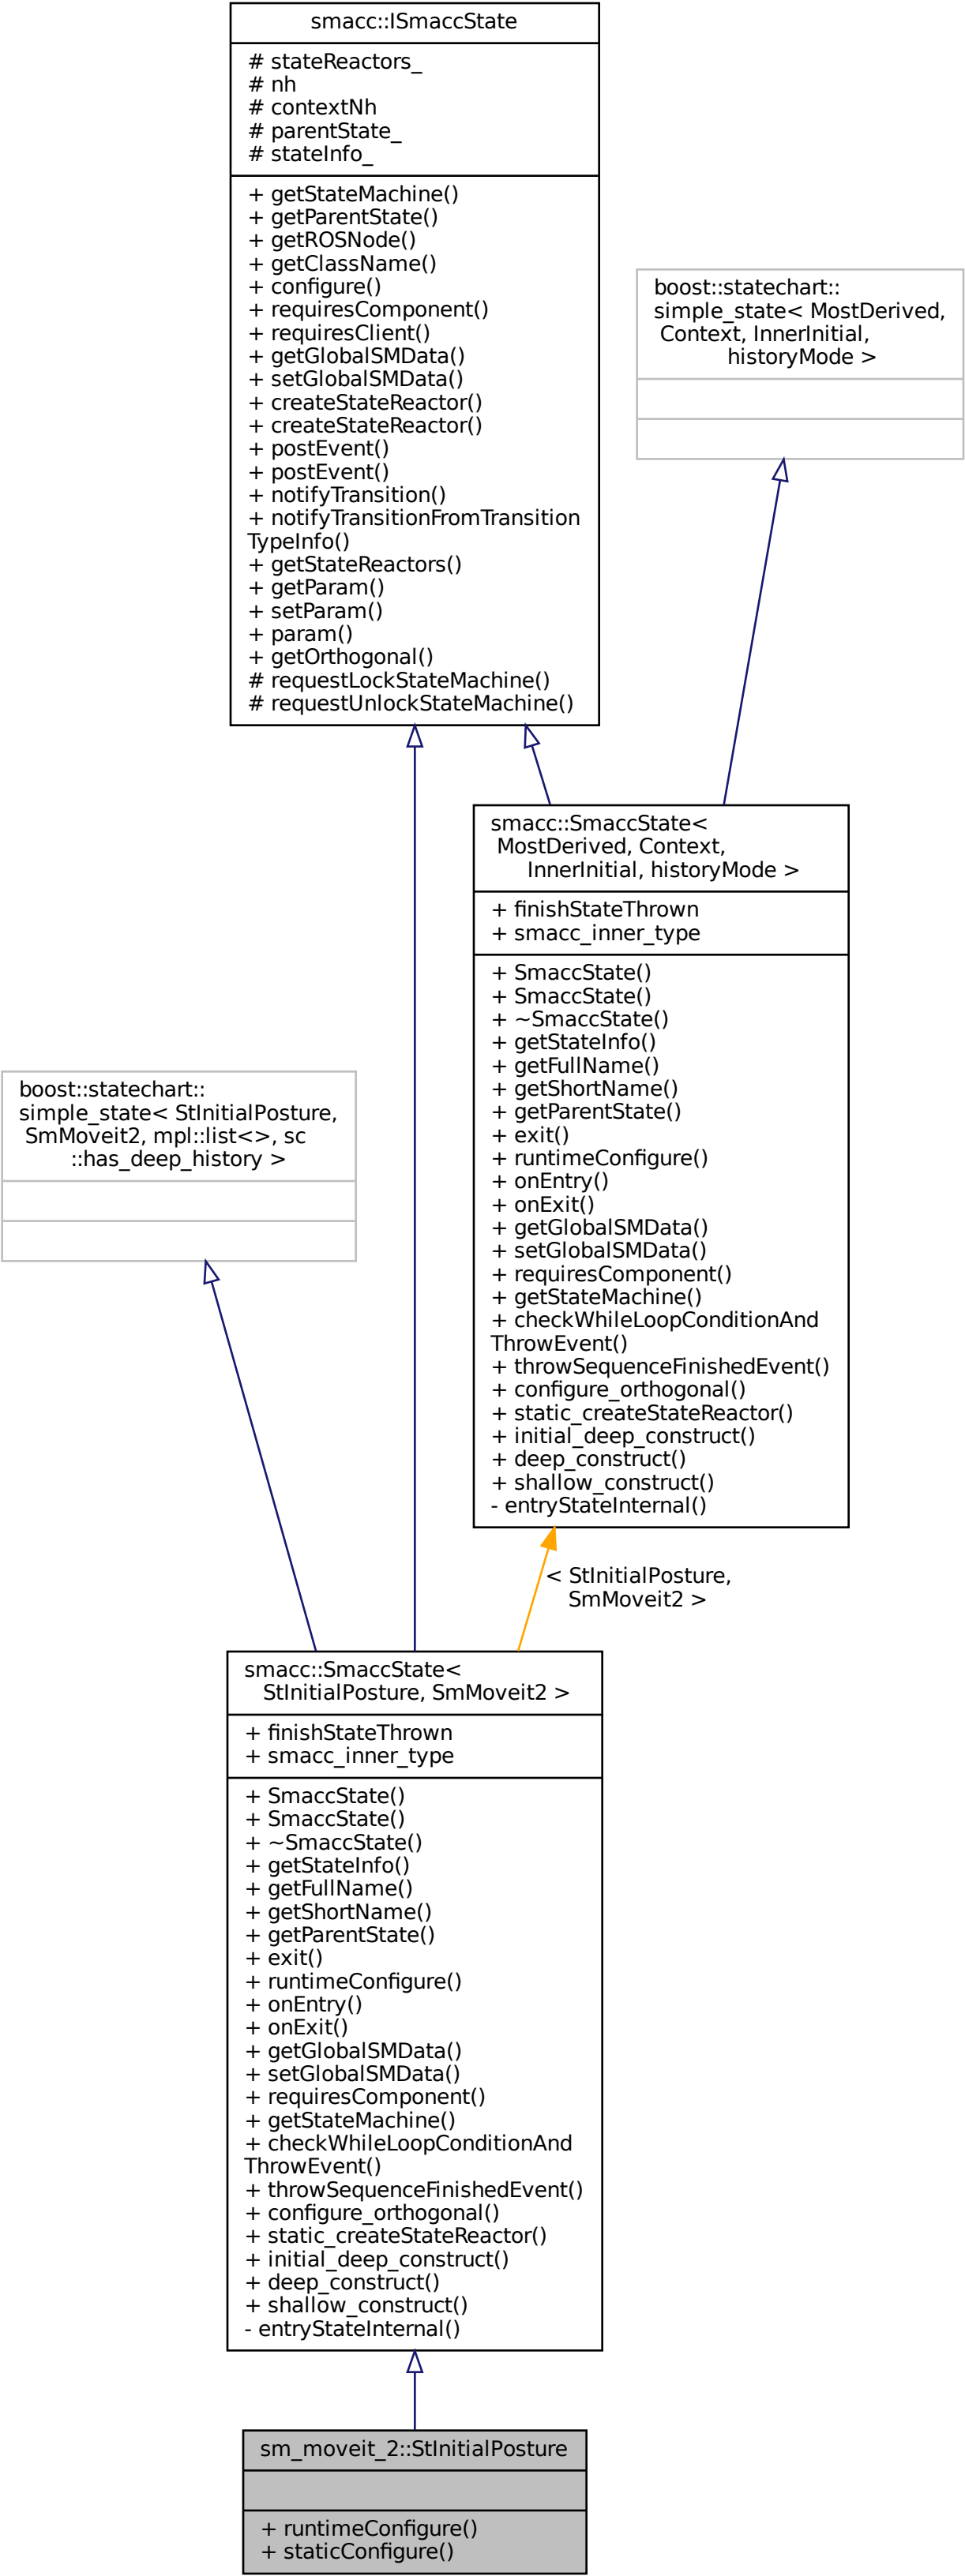 smacc::ISmaccState
# stateReactors_
# nh
# contextNh
# parentState_
# stateInfo_
+ getStateMachine()
+ getParentState()
+ getROSNode()
+ getClassName()
+ configure()
+ requiresComponent()
+ requiresClient()
+ getGlobalSMData()
+ setGlobalSMData()
+ createStateReactor()
+ createStateReactor()
+ postEvent()
+ postEvent()
+ notifyTransition()
+ notifyTransitionFromTransition
TypeInfo()
+ getStateReactors()
+ getParam()
+ setParam()
+ param()
+ getOrthogonal()
# requestLockStateMachine()
# requestUnlockStateMachine()
boost::statechart::
simple_state< MostDerived,
Context, InnerInitial,
historyMode >
smacc::SmaccState<
MostDerived, Context,
InnerInitial, historyMode >
+ finishStateThrown
+ smacc_inner_type
+ SmaccState()
+ SmaccState()
+ ~SmaccState()
+ getStateInfo()
+ getFullName()
+ getShortName()
+ getParentState()
+ exit()
+ runtimeConfigure()
+ onEntry()
+ onExit()
+ getGlobalSMData()
+ setGlobalSMData()
+ requiresComponent()
+ getStateMachine()
+ checkWhileLoopConditionAnd
ThrowEvent()
+ throwSequenceFinishedEvent()
+ configure_orthogonal()
+ static_createStateReactor()
+ initial_deep_construct()
+ deep_construct()
+ shallow_construct()
- entryStateInternal()
boost::statechart::
simple_state< StInitialPosture,
SmMoveit2, mpl::list<>, sc
::has_deep_history >
< StInitialPosture,
SmMoveit2 >
smacc::SmaccState<
StInitialPosture, SmMoveit2 >
+ finishStateThrown
+ smacc_inner_type
+ SmaccState()
+ SmaccState()
+ ~SmaccState()
+ getStateInfo()
+ getFullName()
+ getShortName()
+ getParentState()
+ exit()
+ runtimeConfigure()
+ onEntry()
+ onExit()
+ getGlobalSMData()
+ setGlobalSMData()
+ requiresComponent()
+ getStateMachine()
+ checkWhileLoopConditionAnd
ThrowEvent()
+ throwSequenceFinishedEvent()
+ configure_orthogonal()
+ static_createStateReactor()
+ initial_deep_construct()
+ deep_construct()
+ shallow_construct()
- entryStateInternal()
sm_moveit_2::StInitialPosture
+ runtimeConfigure()
+ staticConfigure()